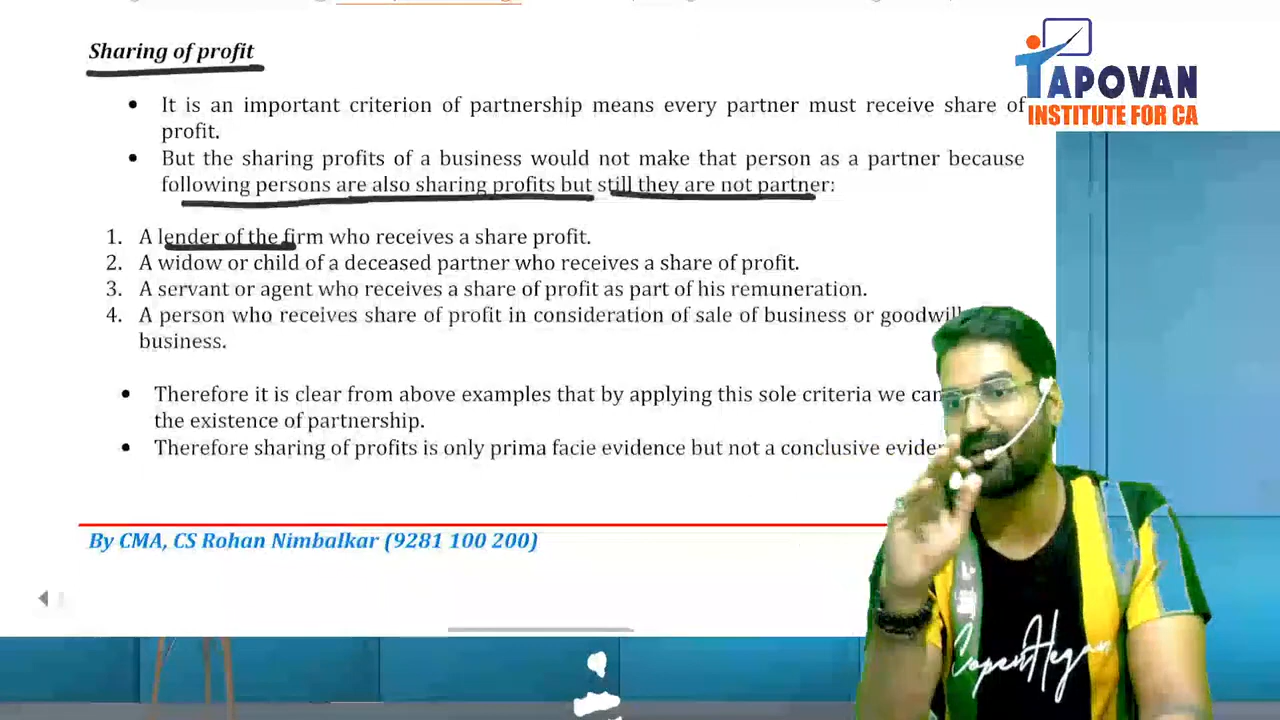 Sharing of profit
TAPOVAN
INSTITUTE FOR CA
• It is an important criterion of partnership means every partner must receive share of
profit.
• But the sharing profits of a business would not make that person as a partner because
following persons are also sharing profits but still they are not partner:
1. A lender of the firm who receives a share profit.
2. A widow or child of a deceased partner who receives a share of profit.
3. A servant or agent who receives a share of profit as part of his remuneration.
4. A person who receives share of profit in consideration of sale of business or goodwill
business.
• Therefore it is clear from above examples that by applying this sole criteria we can
the existence of partnership.
• Therefore sharing of profits is only prima facie evidence but not a conclusive
By CMA, CS Rohan Nimbalkar (9281 100 200)
CopenHegan